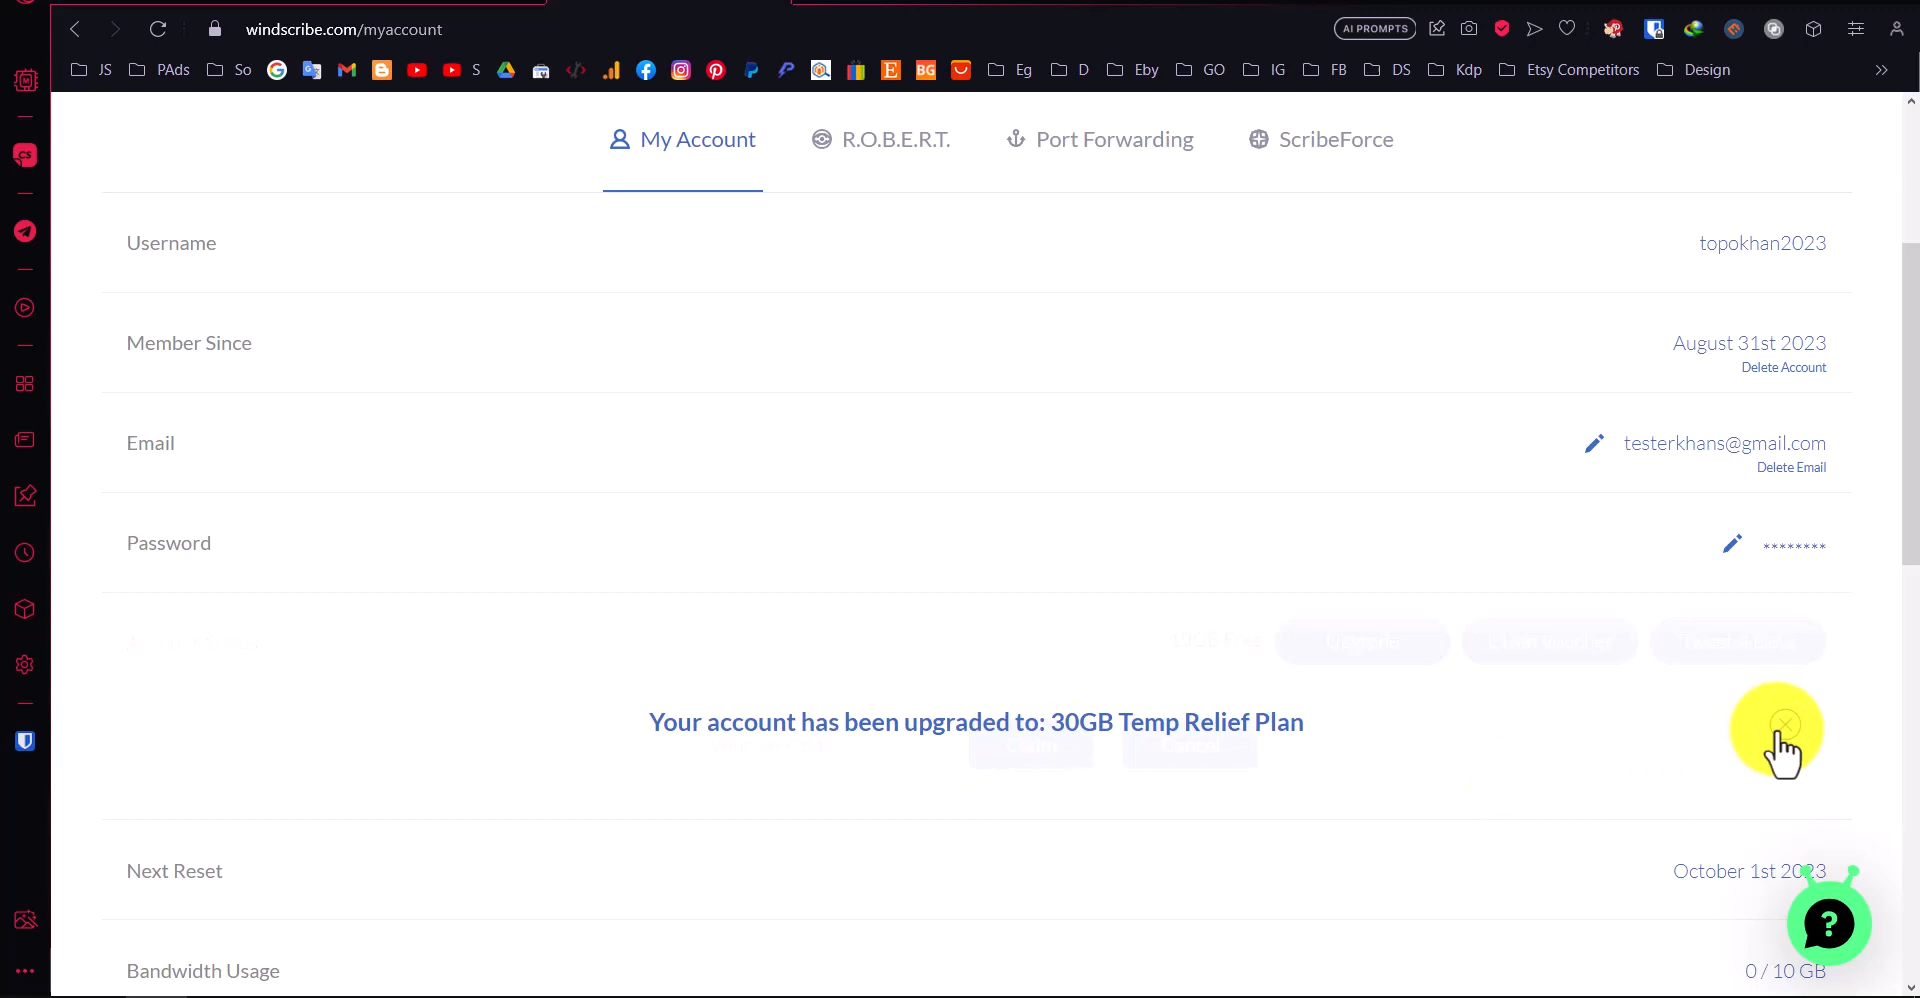 windscribe.com/myaccount
AI PROMPTS
JS PAds So S Eg D Eby GO IG FB DS Kdp Etsy Competitors Design
My Account R.O.B.E.R.T. Port Forwarding ScribeForce
Username topokhan2023
Member Since August 31st 2023
Delete Account
Email testerkhans@gmail.com
Delete Email
Password ********
Upgrade
Your account has been upgraded to: 30GB Temp Relief Plan
Next Reset October 1st 2023
Bandwidth Usage 0 / 10 GB